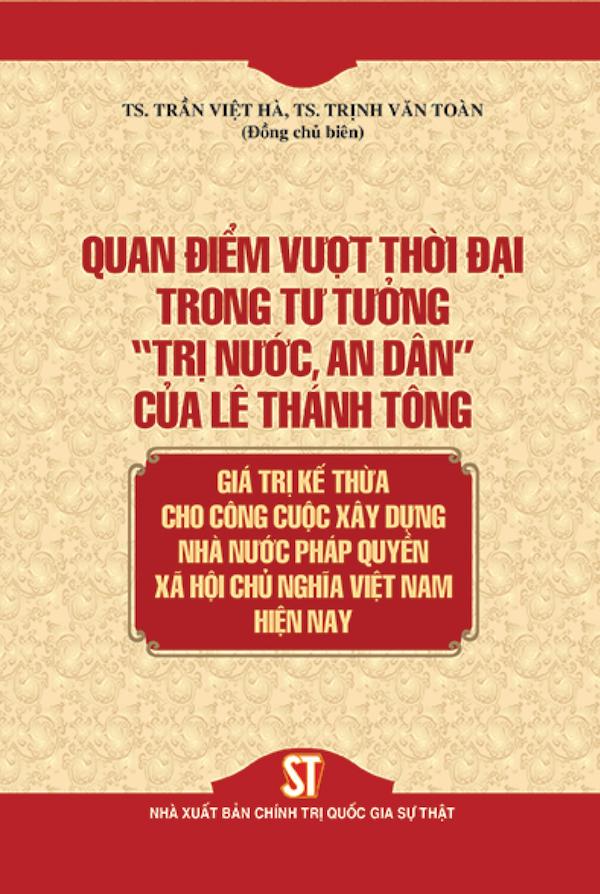 TS. TRẦN VIỆT HÀ, TS. TRỊNH VĂN TOÀN
(Đồng chủ biên)
QUAN ĐIỂM VƯỢT THỜI ĐẠI
TRONG TƯ TƯỞNG
“TRỊ NƯỚC, AN DÂN”
CỦA LÊ THÁNH TÔNG
GIÁ TRỊ KẾ THỪA
CHO CÔNG CUỘC XÂY DỰNG
NHÀ NƯỚC PHÁP QUYỀN
XÃ HỘI CHỦ NGHĨA VIỆT NAM
HIỆN NAY
ST
NHÀ XUẤT BẢN CHÍNH TRỊ QUỐC GIA SỰ THẬT